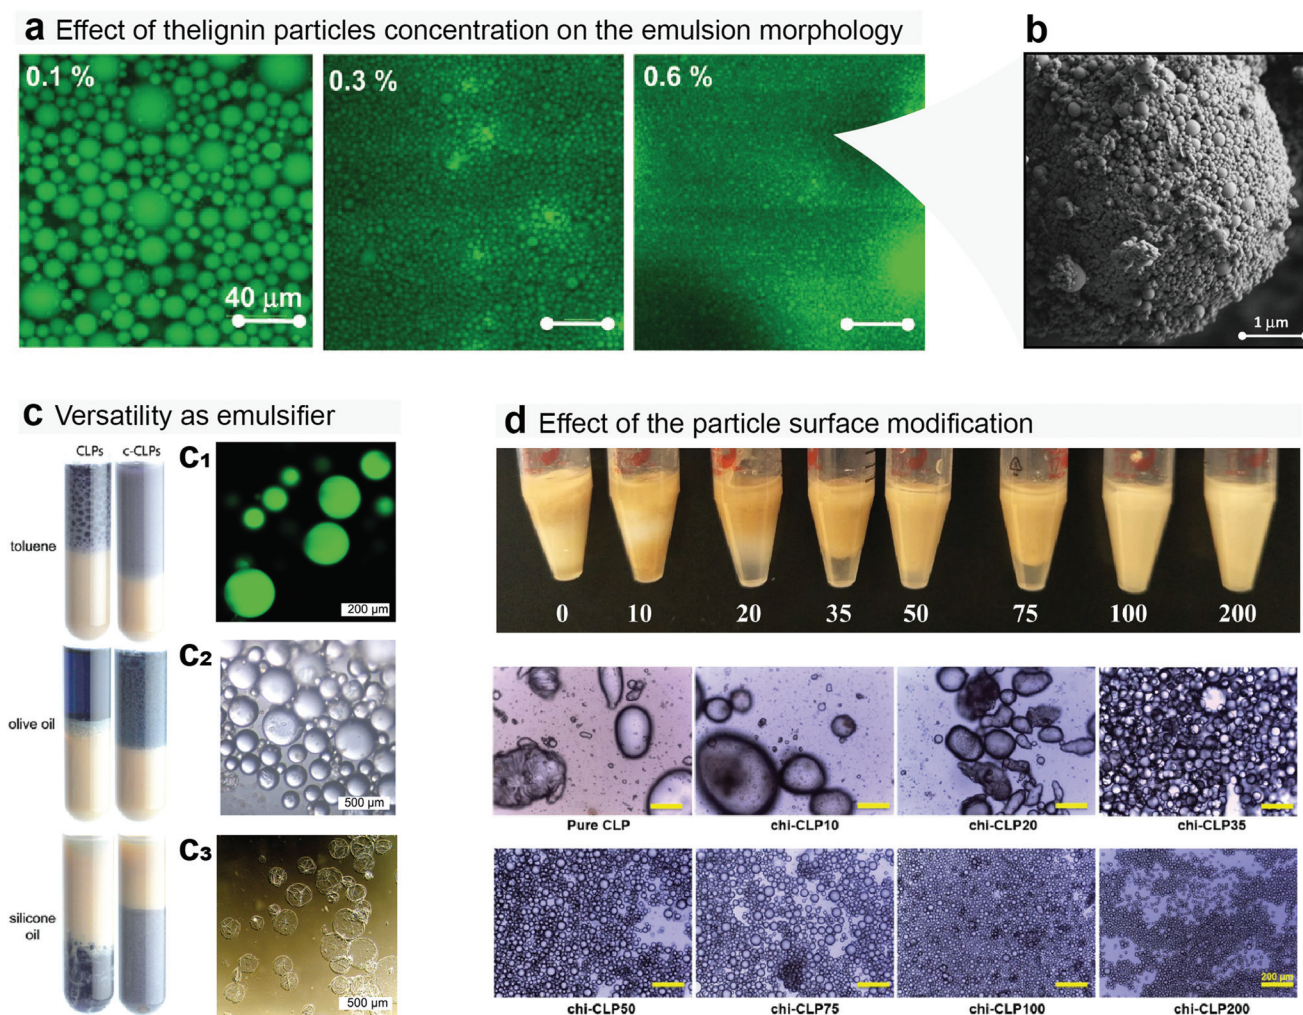 a Effect of thelignin particles concentration on the emulsion morphology
b
0.1 %
0.3 %
0.6 %
40 µm
1 µm
c Versatility as emulsifier
CLPs
c-CLPs
toluene
olive oil
silicone
oil
c1
200 µm
c2
500 µm
c3
500 µm
d Effect of the particle surface modification
0 10 20 35 50 75 100 200
Pure CLP
chi-CLP10
chi-CLP20
chi-CLP35
chi-CLP50
chi-CLP75
chi-CLP100
chi-CLP200
200 µm